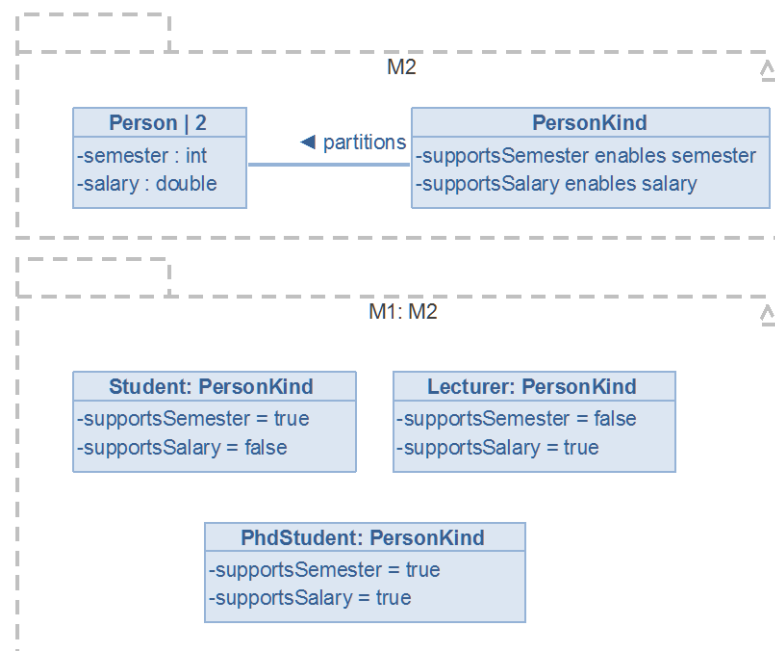 M2
Person | 2
-semester : int
-salary : double
◄ partitions
PersonKind
-supportsSemester enables semester
-supportsSalary enables salary
M1: M2
Student: PersonKind
-supportsSemester = true
-supportsSalary = false
Lecturer: PersonKind
-supportsSemester = false
-supportsSalary = true
PhdStudent: PersonKind
-supportsSemester = true
-supportsSalary = true